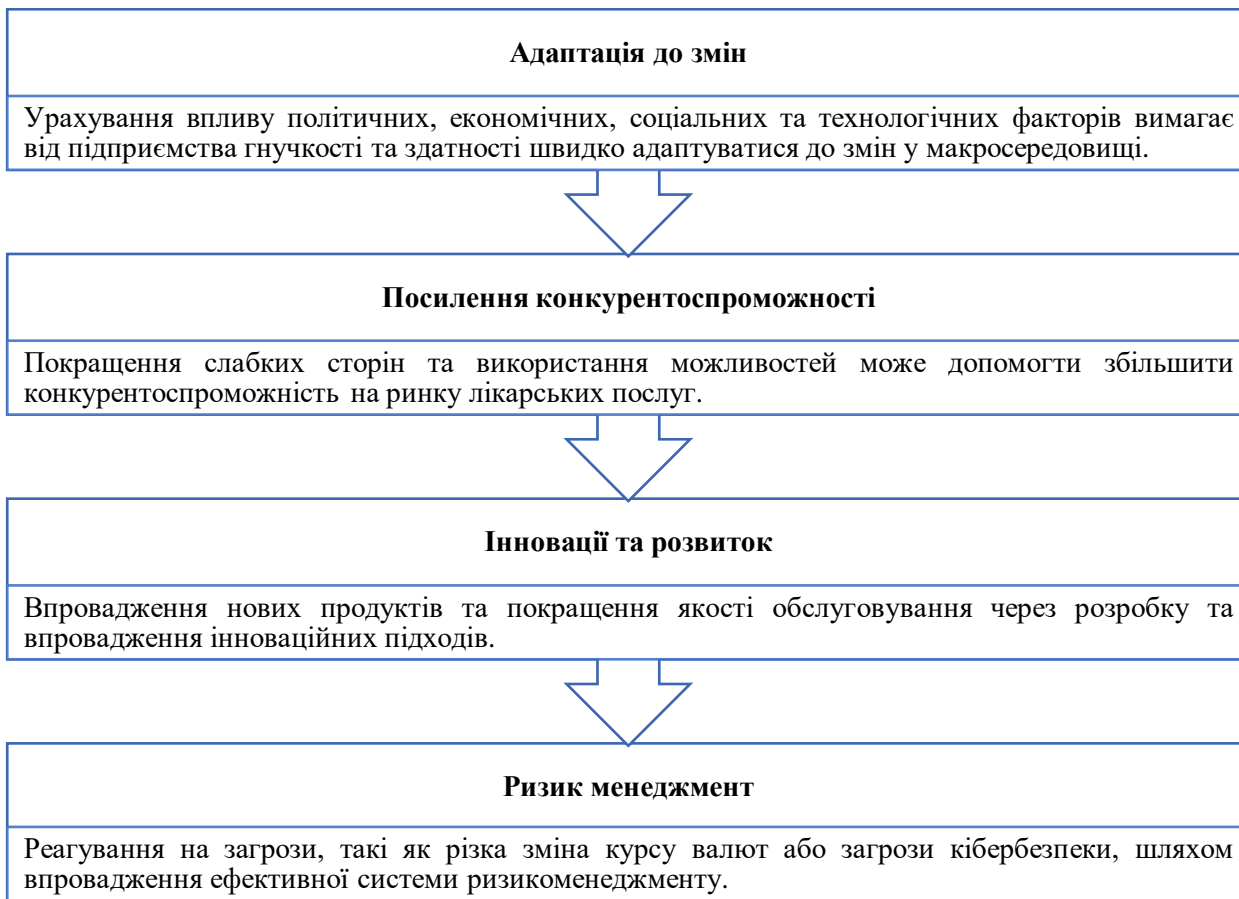 Адаптація до змін
Урахування впливу політичних, економічних, соціальних та технологічних факторів вимагає
від підприємства гнучкості та здатності швидко адаптуватися до змін у макросередовищі.
Посилення конкурентоспроможності
Покращення слабких сторін та використання можливостей може допомогти збільшити
конкурентоспроможність на ринку лікарських послуг.
Інновації та розвиток
Впровадження нових продуктів та покращення якості обслуговування через розробку та
впровадження інноваційних підходів.
Ризик менеджмент
Реагування на загрози, такі як різка зміна курсу валют або загрози кібербезпеки, шляхом
впровадження ефективної системи ризикоменеджменту.